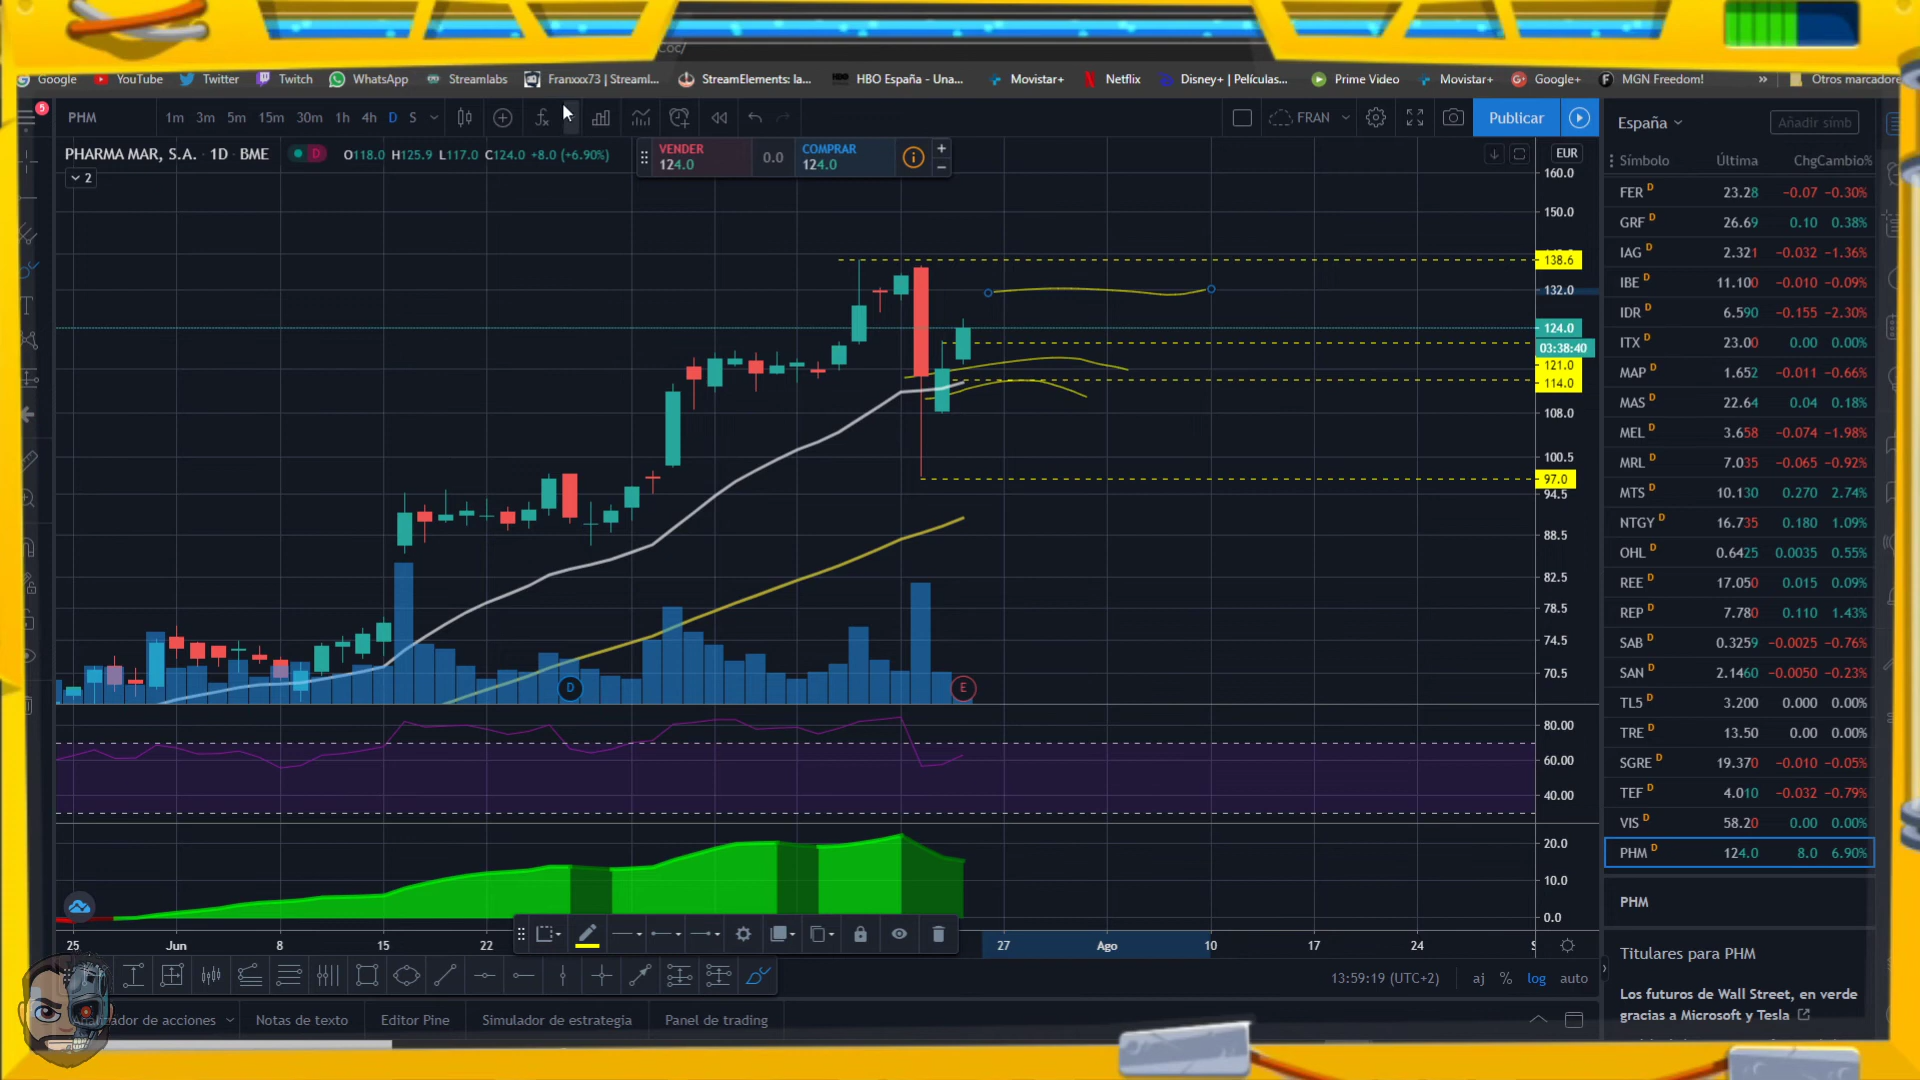 Coc/
Google YouTube Twitter Twitch WhatsApp Streamlabs Franxxx73 | Streaml... StreamElements: la... HBO España - Una... Movistar+ Netflix Disney+ | Películas... Prime Video Movistar+ Google+ MGN Freedom! » Otros marcadore
5
PHM 1m 3m 5m 15m 30m 1h 4h D S FRAN Publicar
España Añadir símb
PHARMA MAR, S.A. 1D BME D O118.0 H125.9 L117.0 C124.0 +8.0 (+6.90%)
VENDER 124.0 0.0 COMPRAR 124.0 + −
EUR
2
Símbolo Última Chg Cambio%
FER D 23.28 −0.07 −0.30%
GRF D 26.69 0.10 0.38%
IAG D 2.321 −0.032 −1.36%
IBE D 11.100 −0.010 −0.09%
IDR D 6.590 −0.155 −2.30%
ITX D 23.00 0.00 0.00%
MAP D 1.652 −0.011 −0.66%
MAS D 22.64 0.04 0.18%
MEL D 3.658 −0.074 −1.98%
MRL D 7.035 −0.065 −0.92%
MTS D 10.130 0.270 2.74%
NTGY D 16.735 0.180 1.09%
OHL D 0.6425 0.0035 0.55%
REE D 17.050 0.015 0.09%
REP D 7.780 0.110 1.43%
SAB D 0.3259 −0.0025 −0.76%
SAN D 2.1460 −0.0050 −0.23%
TL5 D 3.200 0.000 0.00%
TRE D 13.50 0.00 0.00%
SGRE D 19.370 −0.010 −0.05%
TEF D 4.010 −0.032 −0.79%
VIS D 58.20 0.00 0.00%
PHM D 124.0 8.0 6.90%
160.0
150.0
138.6
132.0
124.0
03:38:40
121.0
114.0
108.0
100.5
97.0
94.5
88.5
82.5
78.5
74.5
70.5
D E
80.00
60.00
40.00
20.0
10.0
0.0
25 Jun 8 15 22 27 Ago 10 17 24
13:59:19 (UTC+2) aj % log auto
de acciones Notas de texto Editor Pine Simulador de estrategia Panel de trading
PHM
Titulares para PHM
Los futuros de Wall Street, en verde
gracias a Microsoft y Tesla